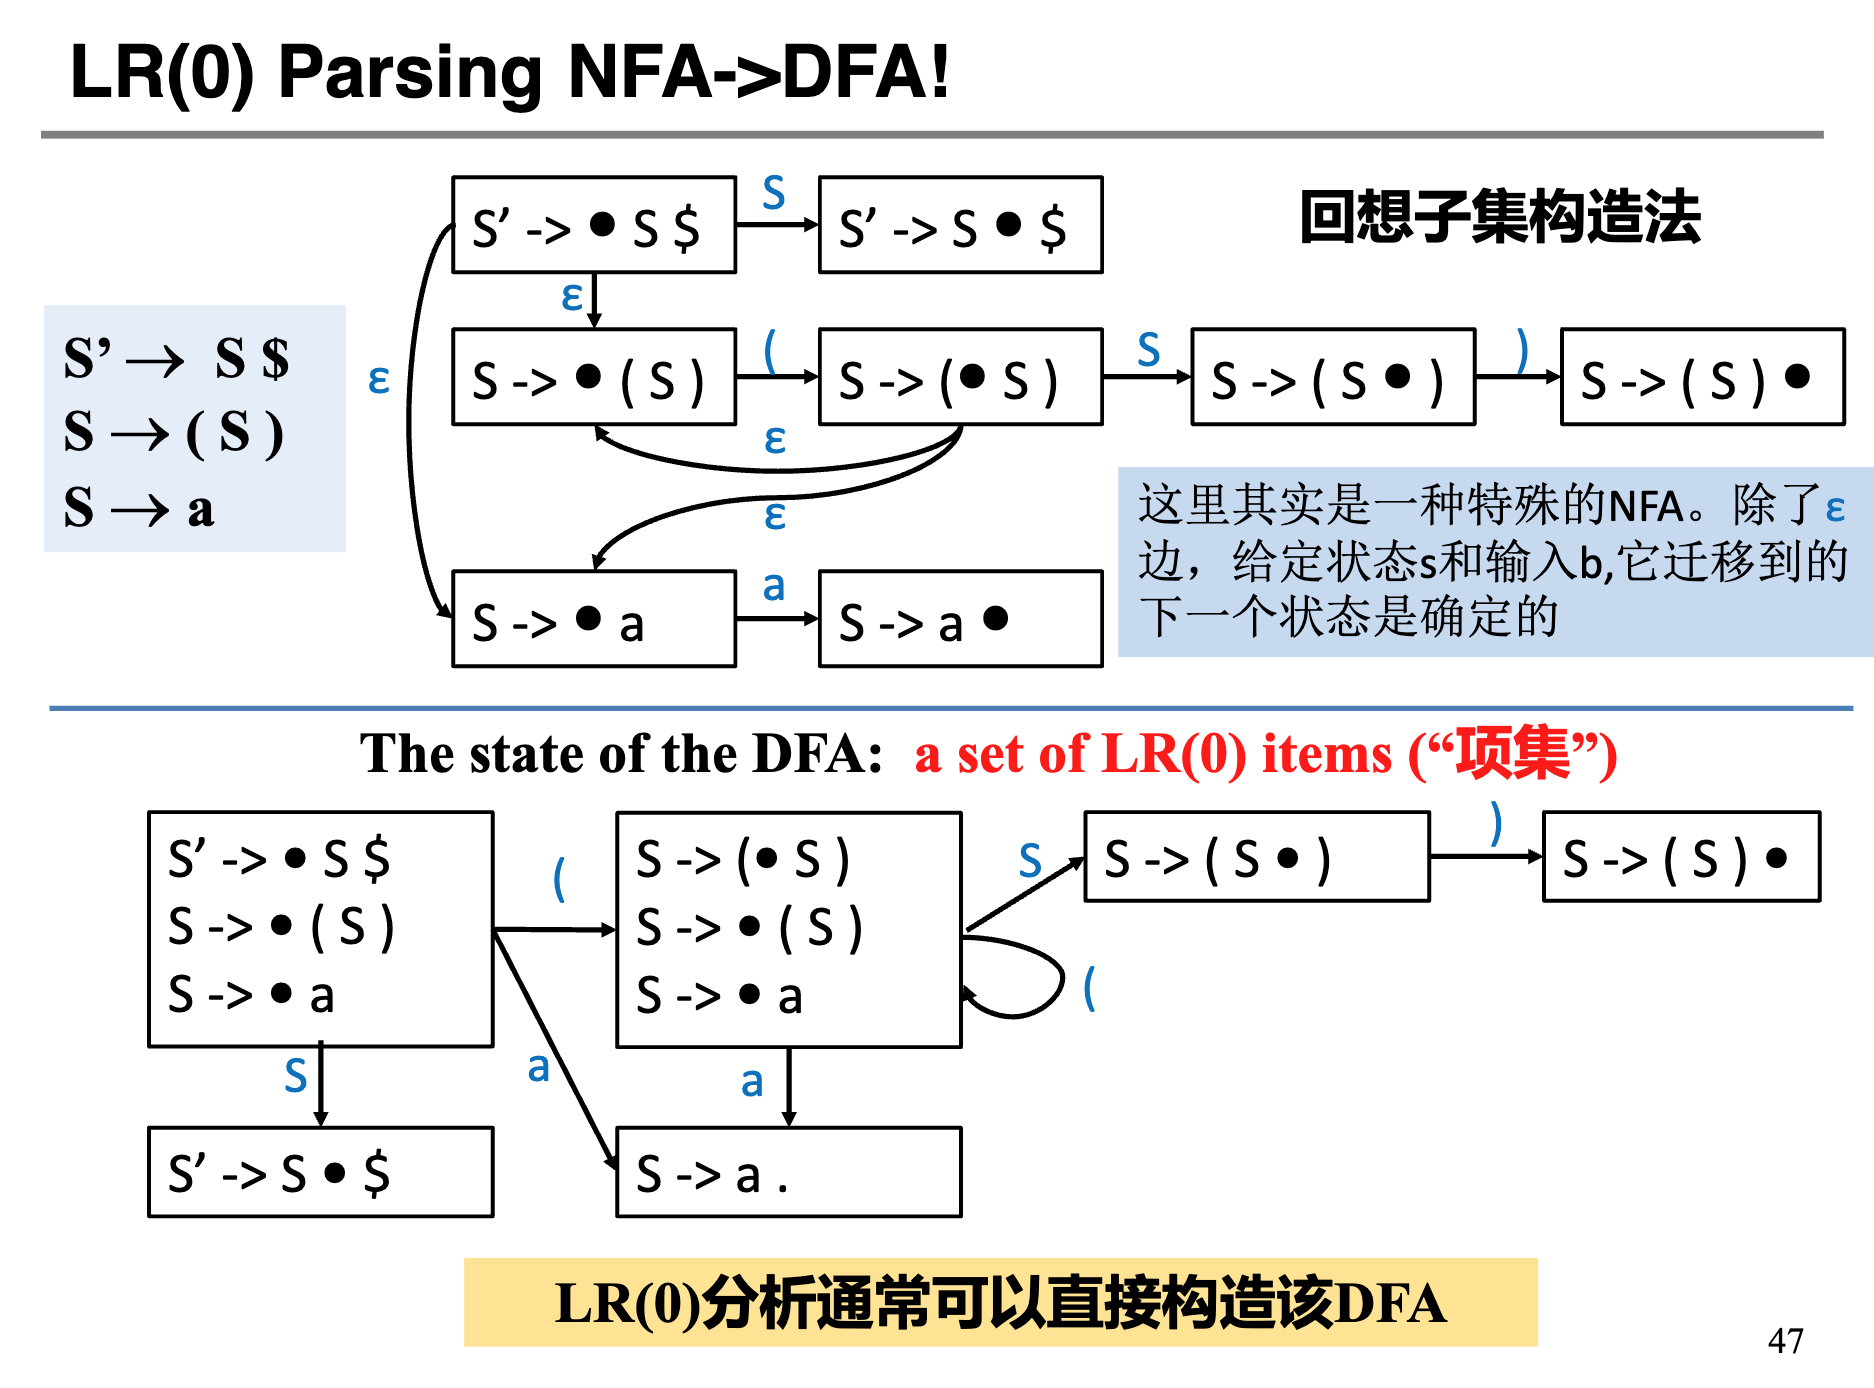 LR(0) Parsing NFA->DFA!
回想子集构造法
S’ -> ● S $
S
S’ -> S ● $
ε
ε
S’ → S $
S → ( S )
S → a
S -> ● ( S )
(
S -> (● S )
S
S -> ( S ● )
)
S -> ( S ) ●
ε
ε
这里其实是一种特殊的NFA。除了ε
边，给定状态s和输入b,它迁移到的
下一个状态是确定的
S -> ● a
a
S -> a ●
The state of the DFA: a set of LR(0) items (“项集”)
S’ -> ● S $
S -> ● ( S )
S -> ● a
(
S -> (● S )
S -> ● ( S )
S -> ● a
S
S -> ( S ● )
)
S -> ( S ) ●
(
S
a
a
S’ -> S ● $
S -> a .
LR(0)分析通常可以直接构造该DFA
47